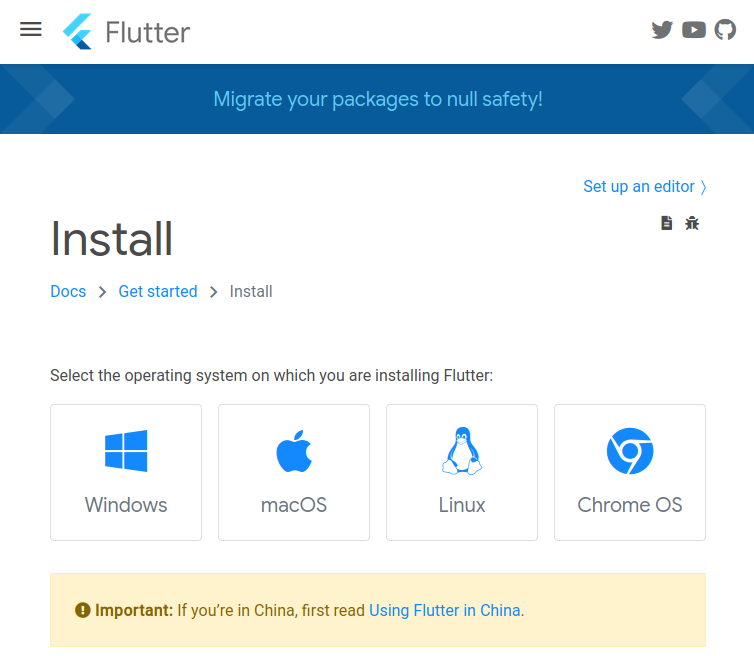 Flutter
Migrate your packages to null safety!
Set up an editor 〉
Install
Docs > Get started > Install
Select the operating system on which you are installing Flutter:
Windows macOS Linux Chrome OS
Important: If you’re in China, first read Using Flutter in China.